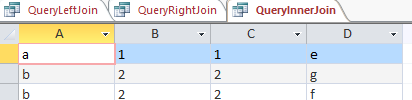 QueryLeftJoin QueryRightJoin QueryInnerJoin
A B C D
a 1 1 e
b 2 2 g
b 2 2 f